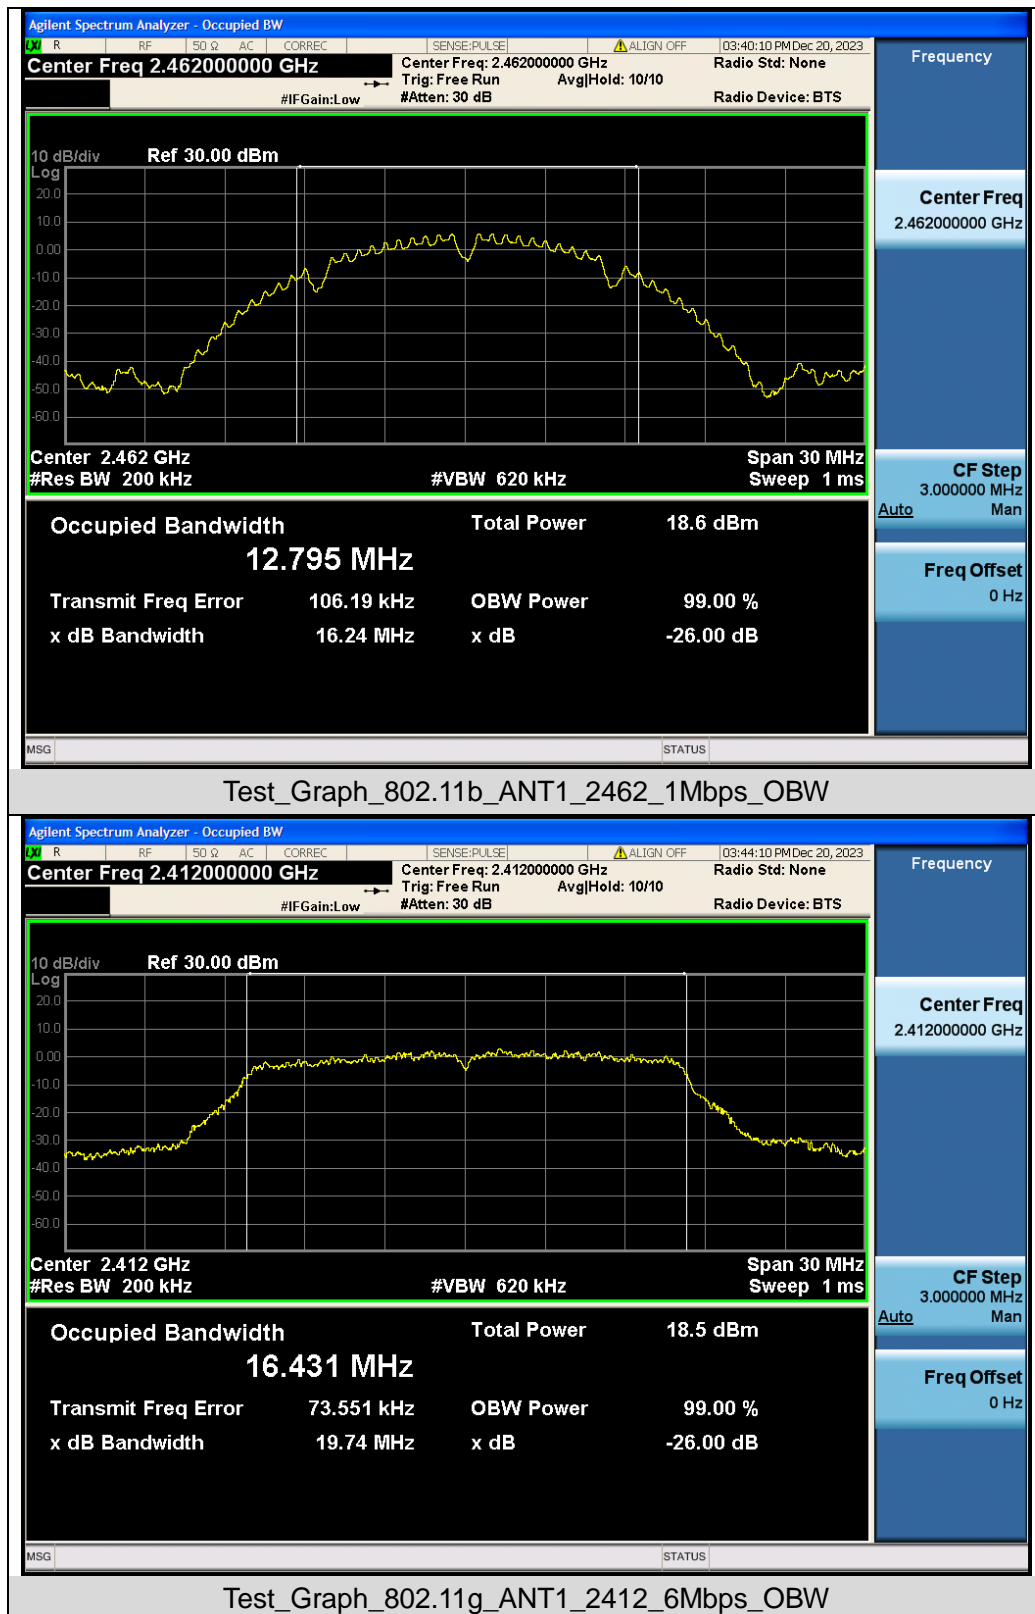 Agilent Spectrum Analyzer - Occupied BW
LXI R RF 50 Ω AC CORREC SENSE:PULSE ALIGN OFF 03:40:10 PM Dec 20, 2023
Center Freq 2.462000000 GHz
Center Freq: 2.462000000 GHz
Radio Std: None
Trig: Free Run
Avg|Hold: 10/10
#IFGain:Low
#Atten: 30 dB
Radio Device: BTS
Frequency
10 dB/div
Ref 30.00 dBm
Log
20.0
10.0
0.00
-10.0
-20.0
-30.0
-40.0
-50.0
-60.0
Center Freq
2.462000000 GHz
Center 2.462 GHz
Span 30 MHz
#Res BW 200 kHz
#VBW 620 kHz
Sweep 1 ms
CF Step
3.000000 MHz
Auto Man
Occupied Bandwidth
Total Power 18.6 dBm
12.795 MHz
Freq Offset
0 Hz
Transmit Freq Error 106.19 kHz OBW Power 99.00 %
x dB Bandwidth 16.24 MHz x dB -26.00 dB
MSG STATUS
Test_Graph_802.11b_ANT1_2462_1Mbps_OBW
Agilent Spectrum Analyzer - Occupied BW
LXI R RF 50 Ω AC CORREC SENSE:PULSE ALIGN OFF 03:44:10 PM Dec 20, 2023
Center Freq 2.412000000 GHz
Center Freq: 2.412000000 GHz
Radio Std: None
Trig: Free Run
Avg|Hold: 10/10
#IFGain:Low
#Atten: 30 dB
Radio Device: BTS
Frequency
10 dB/div
Ref 30.00 dBm
Log
20.0
10.0
0.00
-10.0
-20.0
-30.0
-40.0
-50.0
-60.0
Center Freq
2.412000000 GHz
Center 2.412 GHz
Span 30 MHz
#Res BW 200 kHz
#VBW 620 kHz
Sweep 1 ms
CF Step
3.000000 MHz
Auto Man
Occupied Bandwidth
Total Power 18.5 dBm
16.431 MHz
Freq Offset
0 Hz
Transmit Freq Error 73.551 kHz OBW Power 99.00 %
x dB Bandwidth 19.74 MHz x dB -26.00 dB
MSG STATUS
Test_Graph_802.11g_ANT1_2412_6Mbps_OBW